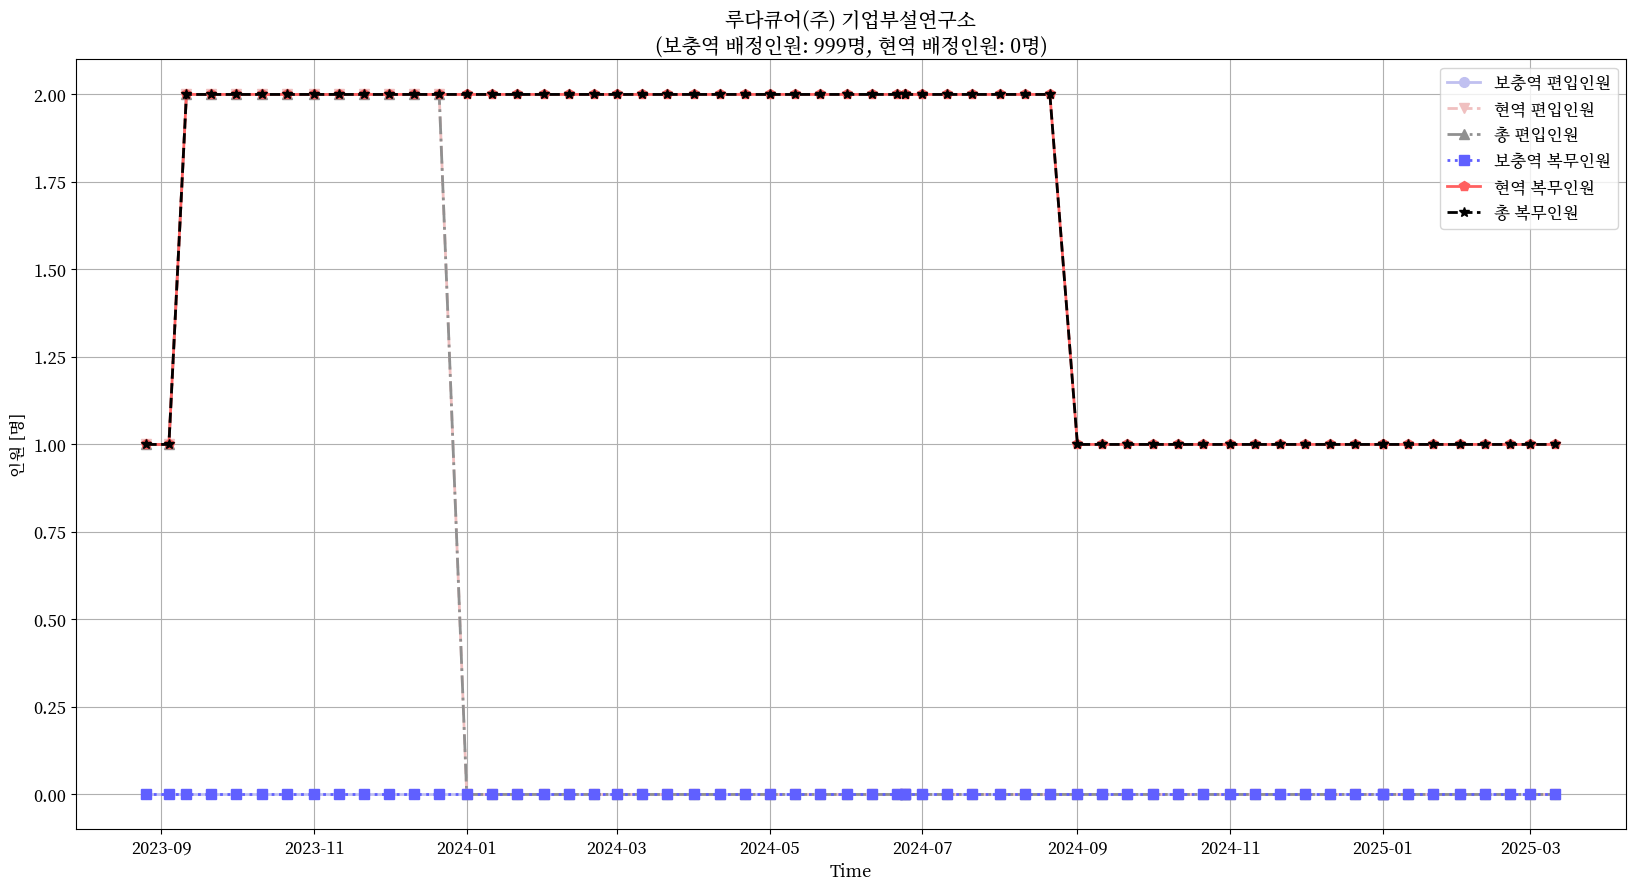 루다큐어(주) 기업부설연구소
(보충역 배정인원: 999명, 현역 배정인원: 0명)
보충역 편입인원
현역 편입인원
총 편입인원
보충역 복무인원
현역 복무인원
총 복무인원
인원 [명]
2.00
1.75
1.50
1.25
1.00
0.75
0.50
0.25
0.00
2023-09
2023-11
2024-01
2024-03
2024-05
2024-07
2024-09
2024-11
2025-01
2025-03
Time